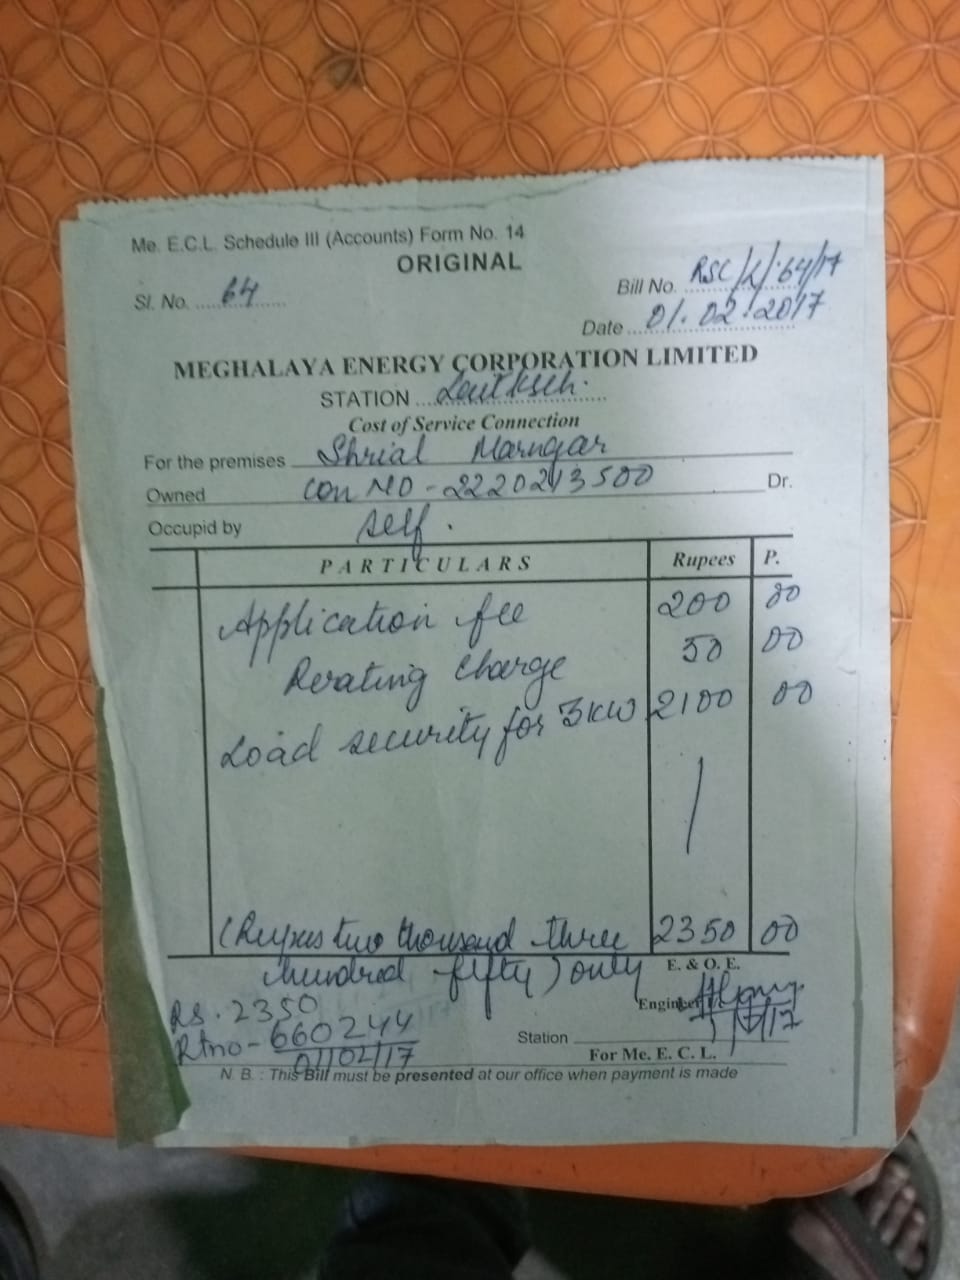 Me. E.C.L. Schedule III (Accounts) Form No. 14
ORIGINAL
Sl. No. 64
Bill No. RSC/L/64/17
Date 01.02.2017
MEGHALAYA ENERGY CORPORATION LIMITED
STATION
Cost of Service Connection
For the premises Shrial Marngar
Owned Con NO - 2220213500 Dr.
Occupid by self.
PARTICULARS Rupees P.
Application fee 200 00
Rerating charge 50 00
Load security for 3KW 2100 00
(Rupees two thousand three 2350 00
hundred fifty) only E. & O. E.
Rs. 2350 Engineer
Rtno- 660244
01/02/17
Station
For Me. E. C. L.
N. B. : This Bill must be presented at our office when payment is made